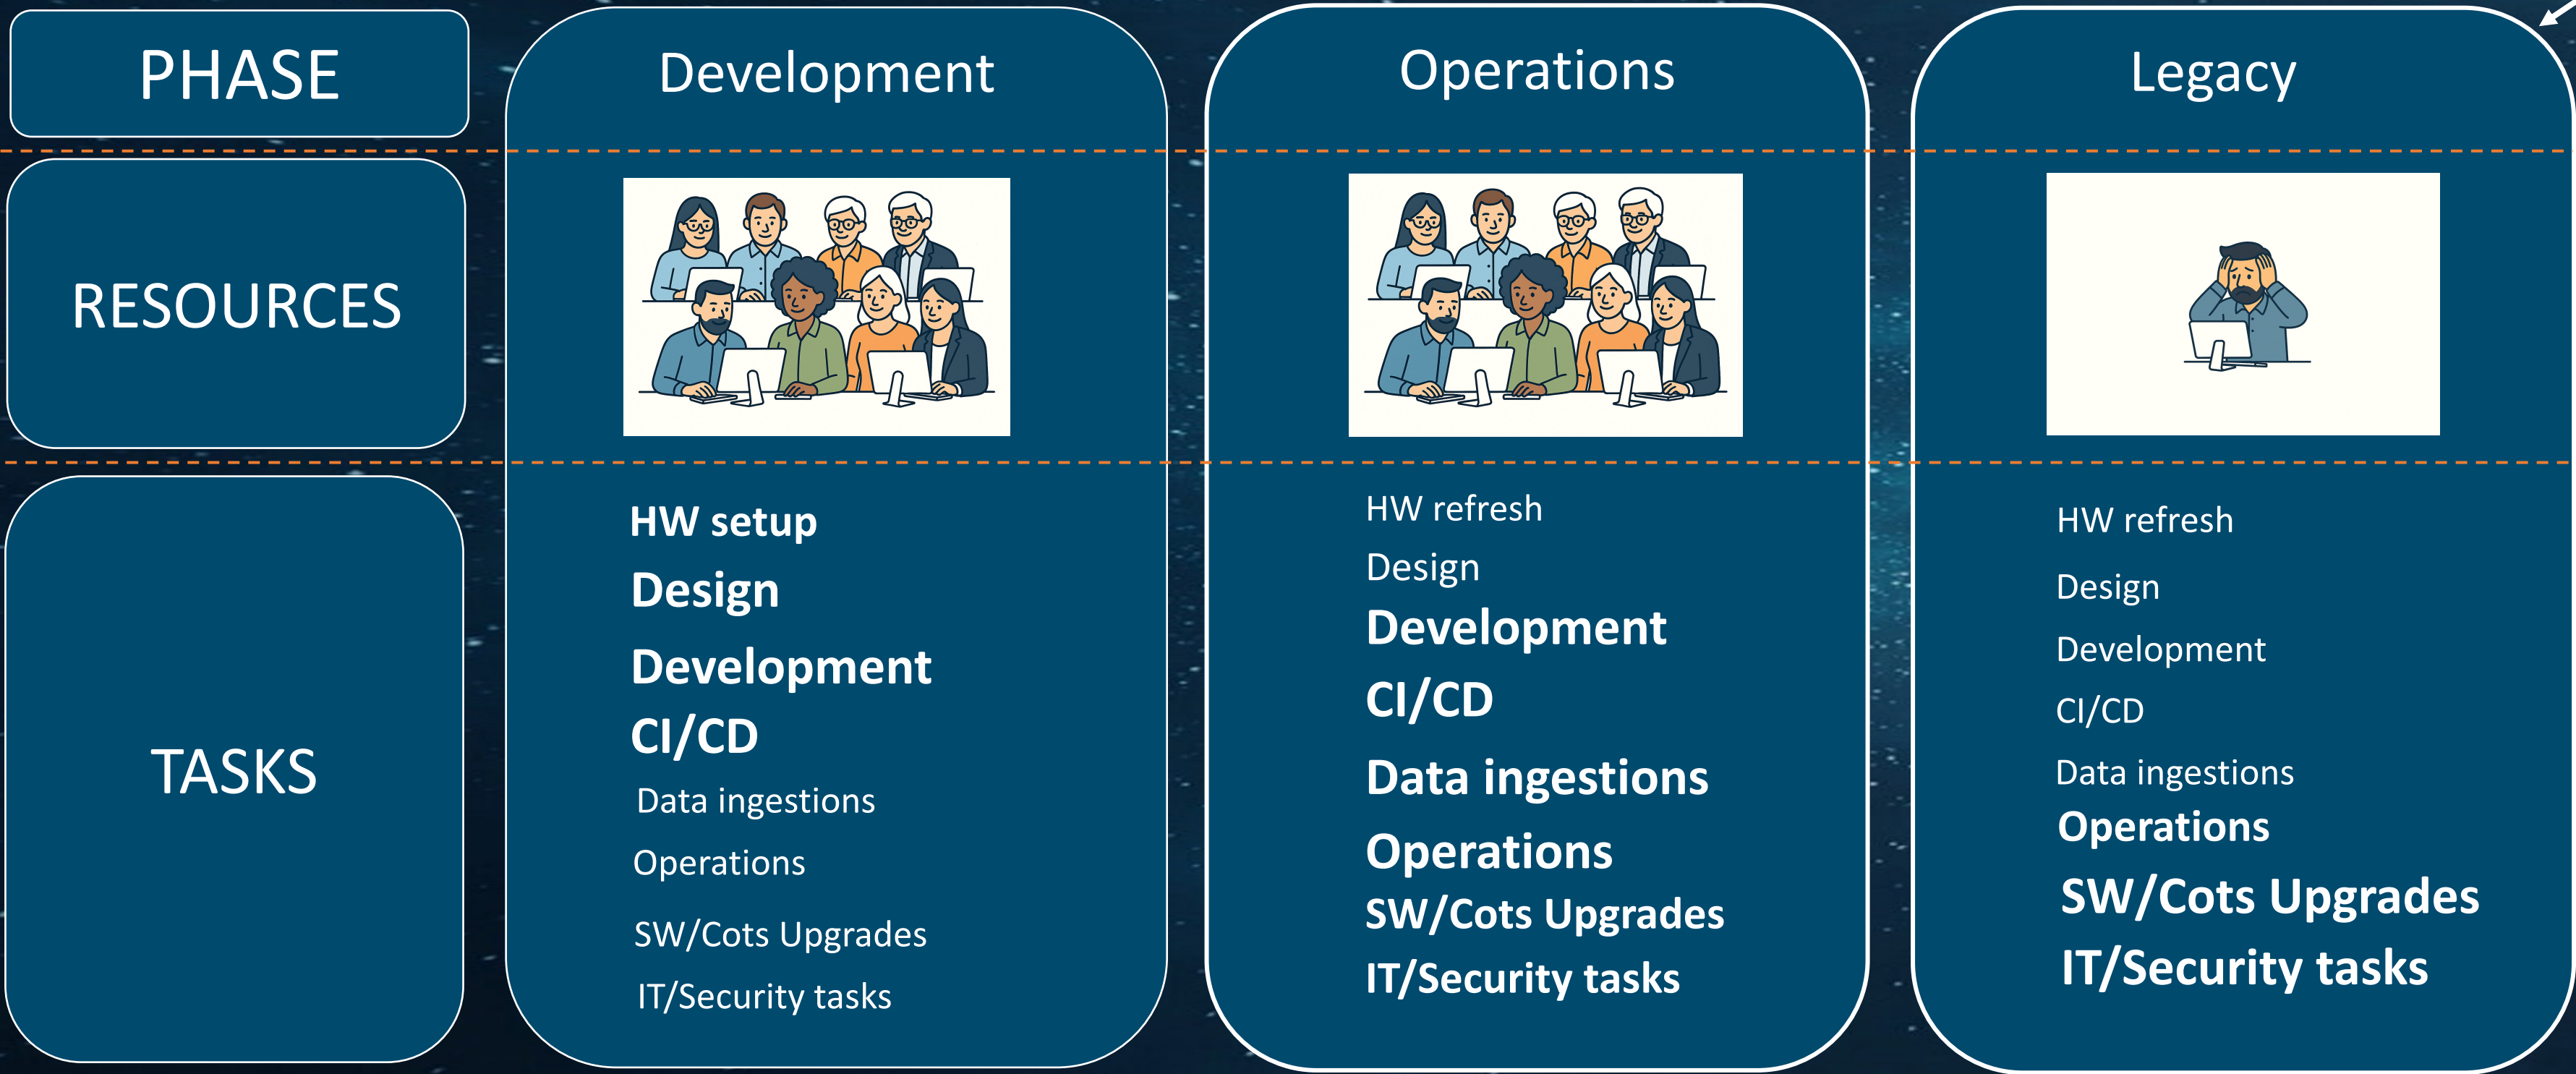 PHASE
Development
Operations
Legacy
RESOURCES
TASKS
HW setup
Design
Development
CI/CD
Data ingestions
Operations
SW/Cots Upgrades
IT/Security tasks
HW refresh
Design
Development
CI/CD
Data ingestions
Operations
SW/Cots Upgrades
IT/Security tasks
HW refresh
Design
Development
CI/CD
Data ingestions
Operations
SW/Cots Upgrades
IT/Security tasks